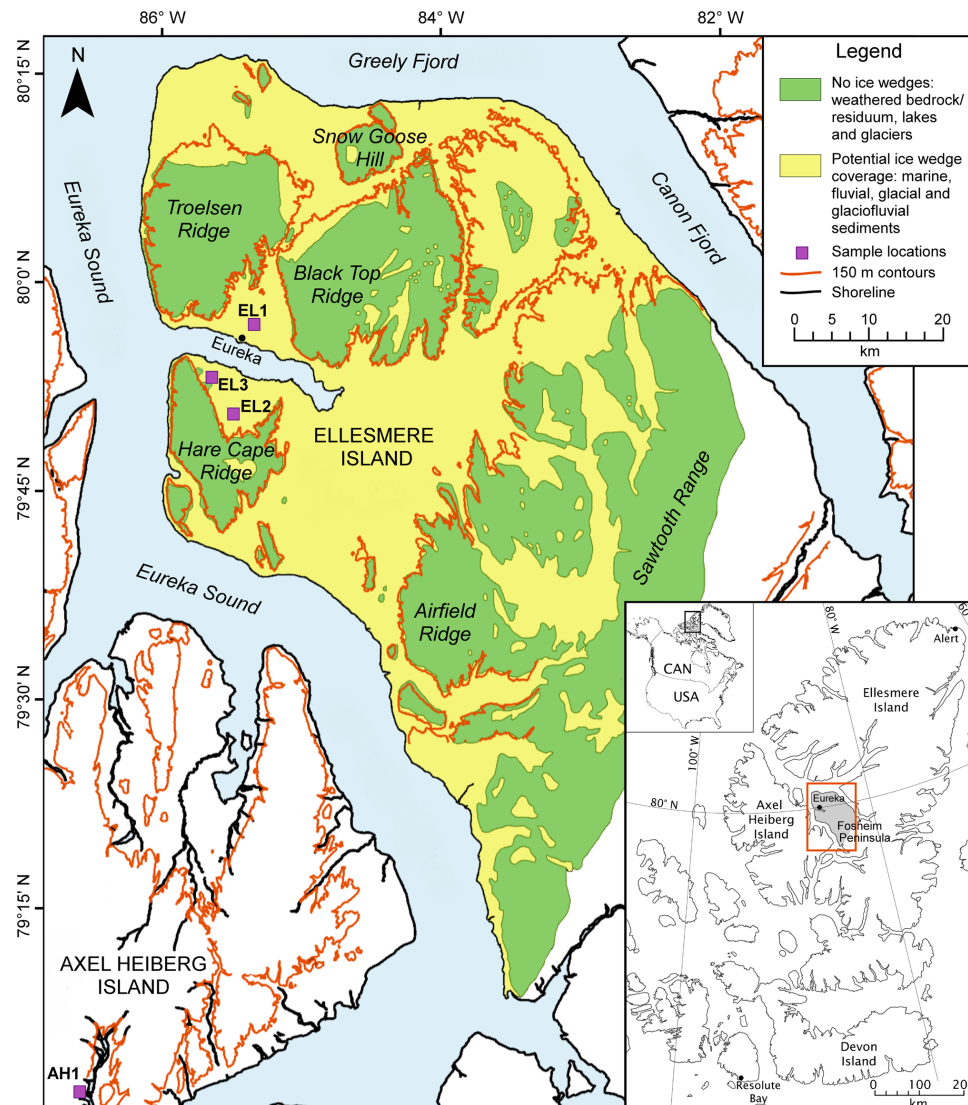 86° W
84° W
82° W
80°15' N
80°0' N
79°45' N
79°30' N
79°15' N
N
Greely Fjord
Canon Fjord
Eureka Sound
Snow Goose
Hill
Troelsen
Ridge
Black Top
Ridge
EL1
Eureka
EL3
EL2
Hare Cape
Ridge
ELLESMERE
ISLAND
Sawtooth Range
Eureka Sound
Airfield
Ridge
AXEL HEIBERG
ISLAND
AH1
Legend
No ice wedges:
weathered bedrock/
residuum, lakes
and glaciers
Potential ice wedge
coverage: marine,
fluvial, glacial and
glaciofluvial
sediments
Sample locations
150 m contours
Shoreline
0 5 10 20
km
CAN
USA
80° W
60
Alert
Ellesmere
Island
100° W
80° N
Axel
Heiberg
Island
Eureka
Fosheim
Peninsula
Devon
Island
Resolute
Bay
0 100 20
km